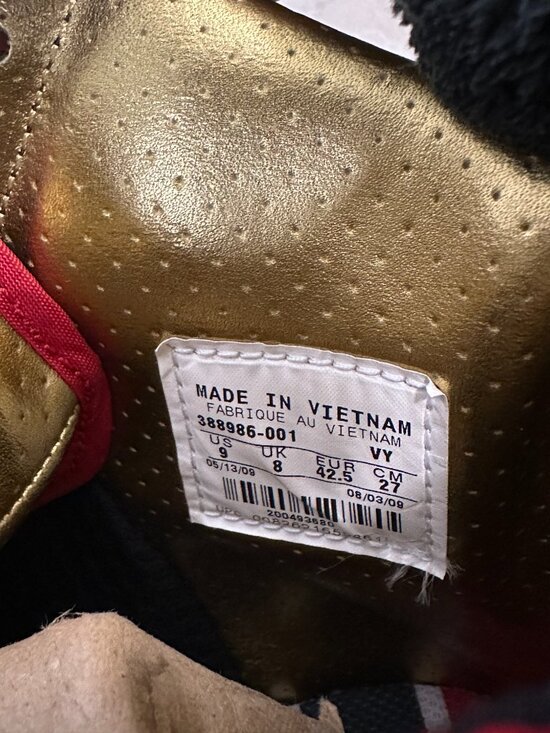 MADE IN VIETNAM
FABRIQUE AU VIETNAM
388986-001 VY
US UK EUR CM
9 8 42.5 27
05/13/09 08/03/09
200493680